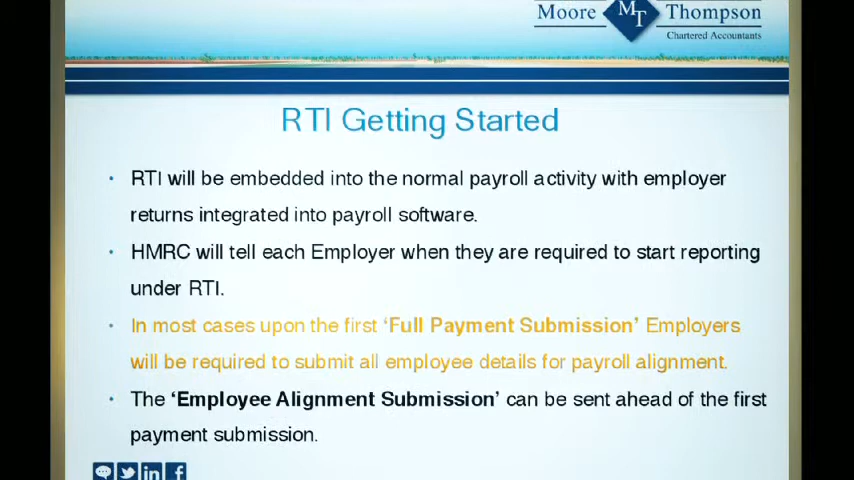 Moore MT Thompson
Chartered Accountants
RTI Getting Started
• RTI will be embedded into the normal payroll activity with employer
returns integrated into payroll software.
• HMRC will tell each Employer when they are required to start reporting
under RTI.
• In most cases upon the first ‘Full Payment Submission’ Employers
will be required to submit all employee details for payroll alignment.
• The ‘Employee Alignment Submission’ can be sent ahead of the first
payment submission.
in f